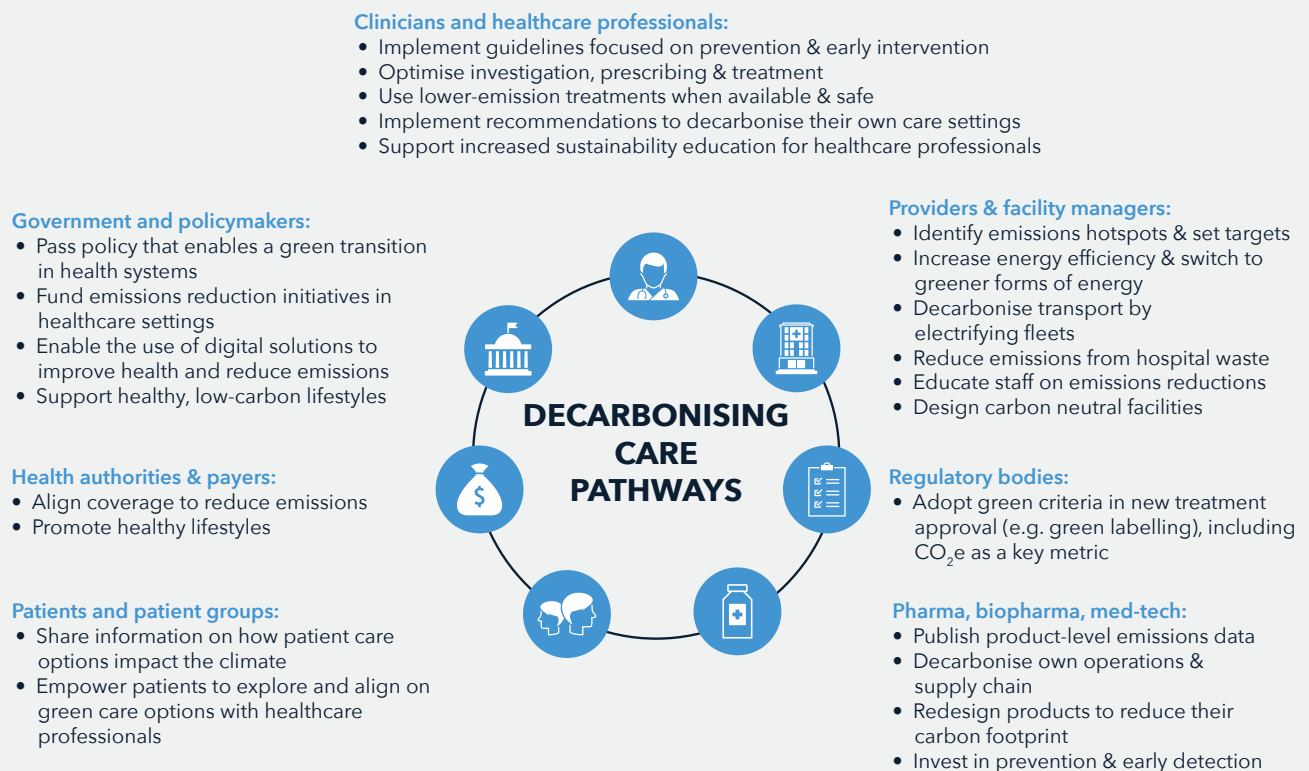 Clinicians and healthcare professionals:
• Implement guidelines focused on prevention & early intervention
• Optimise investigation, prescribing & treatment
• Use lower-emission treatments when available & safe
• Implement recommendations to decarbonise their own care settings
• Support increased sustainability education for healthcare professionals
Government and policymakers:
• Pass policy that enables a green transition
in health systems
• Fund emissions reduction initiatives in
healthcare settings
• Enable the use of digital solutions to
improve health and reduce emissions
• Support healthy, low-carbon lifestyles
Health authorities & payers:
• Align coverage to reduce emissions
• Promote healthy lifestyles
Patients and patient groups:
• Share information on how patient care
options impact the climate
• Empower patients to explore and align on
green care options with healthcare
professionals
$
DECARBONISING
CARE
PATHWAYS
Providers & facility managers:
• Identify emissions hotspots & set targets
• Increase energy efficiency & switch to
greener forms of energy
• Decarbonise transport by
electrifying fleets
• Reduce emissions from hospital waste
• Educate staff on emissions reductions
• Design carbon neutral facilities
Regulatory bodies:
• Adopt green criteria in new treatment
approval (e.g. green labelling), including
CO₂e as a key metric
Pharma, biopharma, med-tech:
• Publish product-level emissions data
• Decarbonise own operations &
supply chain
• Redesign products to reduce their
carbon footprint
• Invest in prevention & early detection